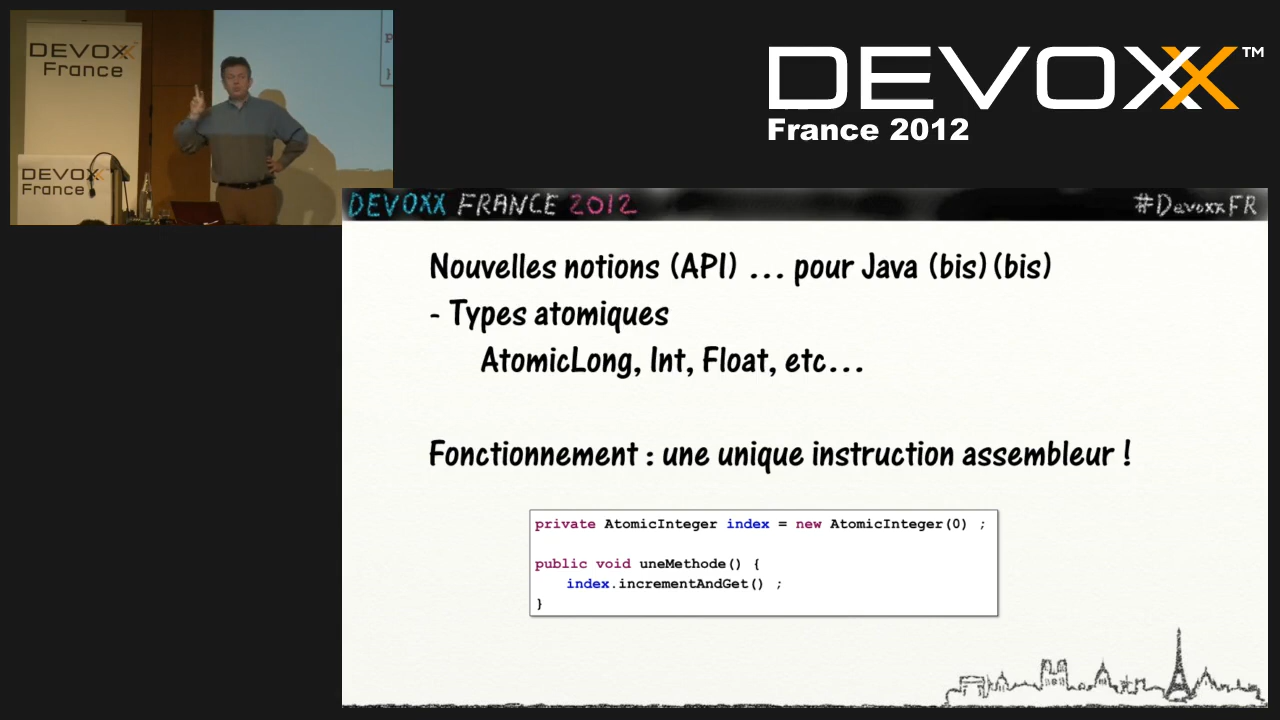 DEVOXX
France
DEVOXX
France
DEVOXX™
France 2012
DEVOXX FRANCE 2012
#DevoxxFR
Nouvelles notions (API) ... pour Java (bis)(bis)
- Types atomiques
AtomicLong, Int, Float, etc...
Fonctionnement : une unique instruction assembleur !
private AtomicInteger index = new AtomicInteger(0) ;
public void uneMethode() {
index.incrementAndGet() ;
}